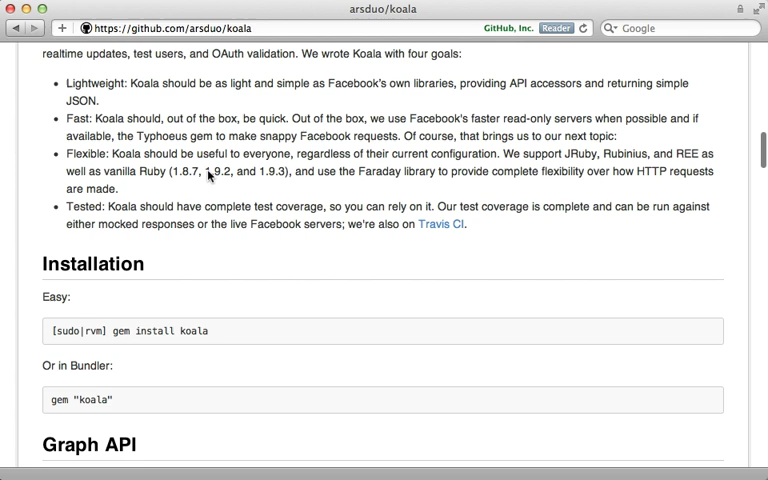 arsduo/koala
https://github.com/arsduo/koala
GitHub, Inc.
Reader
Google
realtime updates, test users, and OAuth validation. We wrote Koala with four goals:
• Lightweight: Koala should be as light and simple as Facebook's own libraries, providing API accessors and returning simple
JSON.
• Fast: Koala should, out of the box, be quick. Out of the box, we use Facebook's faster read-only servers when possible and if
available, the Typhoeus gem to make snappy Facebook requests. Of course, that brings us to our next topic:
• Flexible: Koala should be useful to everyone, regardless of their current configuration. We support JRuby, Rubinius, and REE as
well as vanilla Ruby (1.8.7, 1.9.2, and 1.9.3), and use the Faraday library to provide complete flexibility over how HTTP requests
are made.
• Tested: Koala should have complete test coverage, so you can rely on it. Our test coverage is complete and can be run against
either mocked responses or the live Facebook servers; we're also on Travis CI.
Installation
Easy:
[sudo|rvm] gem install koala
Or in Bundler:
gem "koala"
Graph API